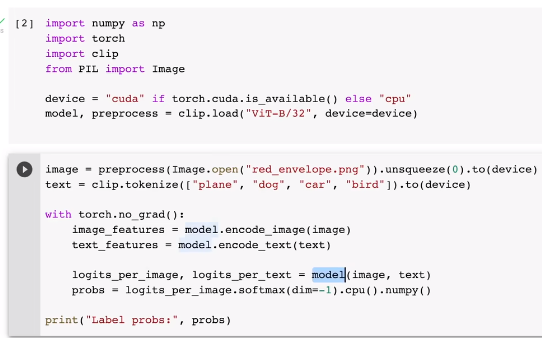 [2] import numpy as np
import torch
import clip
from PIL import Image
device = "cuda" if torch.cuda.is_available() else "cpu"
model, preprocess = clip.load("ViT-B/32", device=device)
image = preprocess(Image.open("red_envelope.png")).unsqueeze(0).to(device)
text = clip.tokenize(["plane", "dog", "car", "bird"]).to(device)
with torch.no_grad():
    image_features = model.encode_image(image)
    text_features = model.encode_text(text)
    logits_per_image, logits_per_text = model(image, text)
    probs = logits_per_image.softmax(dim=-1).cpu().numpy()
print("Label probs:", probs)